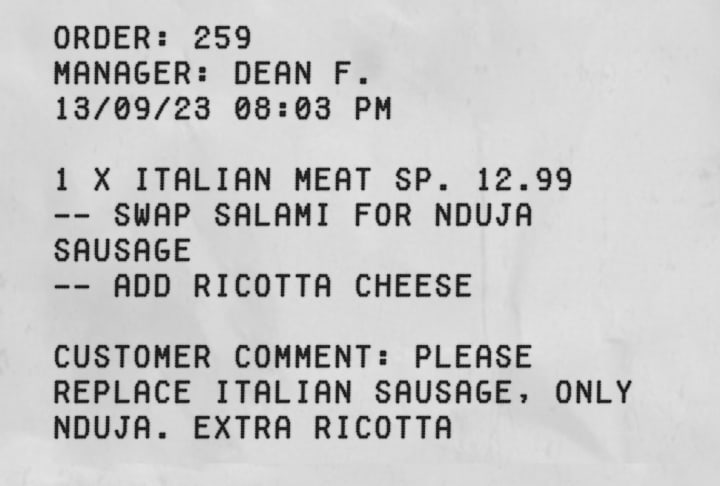 ORDER: 259
MANAGER: DEAN F.
13/09/23 08:03 PM
1 X ITALIAN MEAT SP. 12.99
-- SWAP SALAMI FOR NDUJA
SAUSAGE
-- ADD RICOTTA CHEESE
CUSTOMER COMMENT: PLEASE
REPLACE ITALIAN SAUSAGE, ONLY
NDUJA. EXTRA RICOTTA